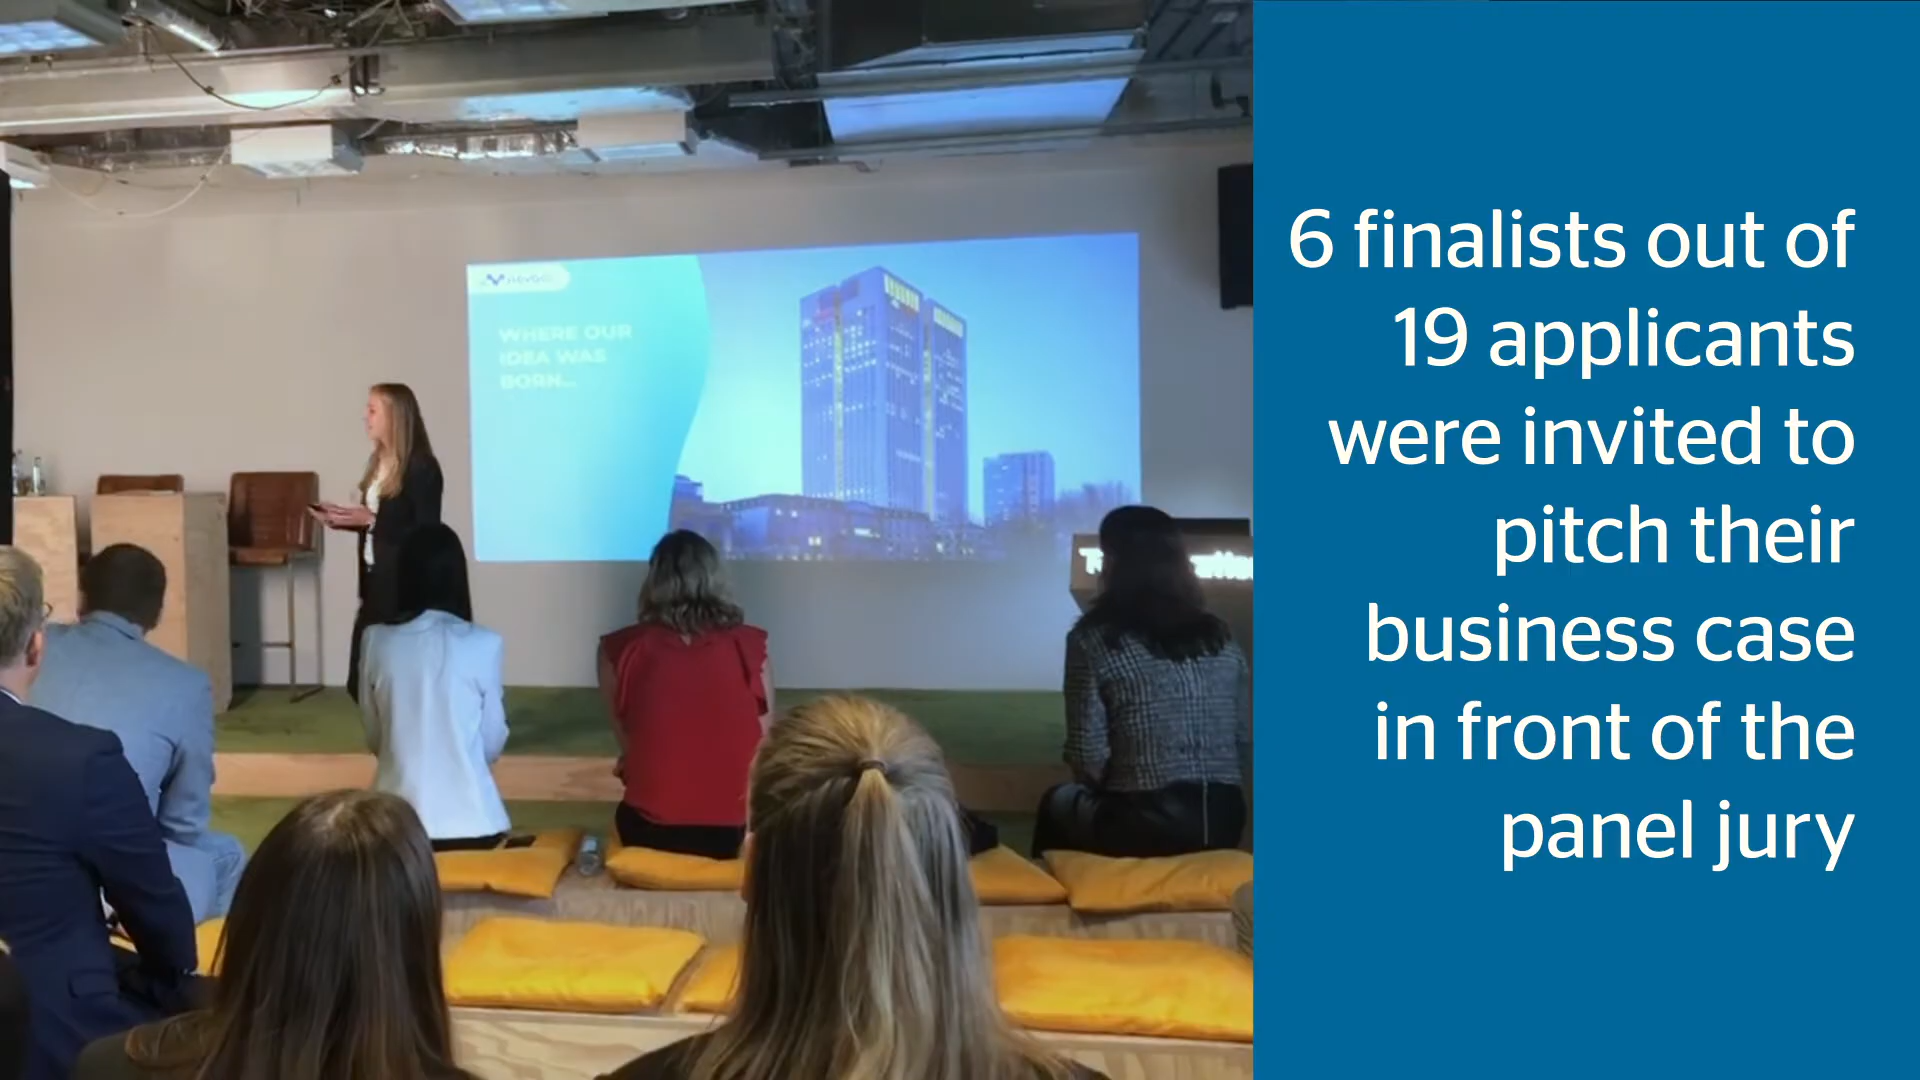 WHERE OUR
IDEA WAS
BORN...
6 finalists out of
19 applicants
were invited to
pitch their
business case
in front of the
panel jury